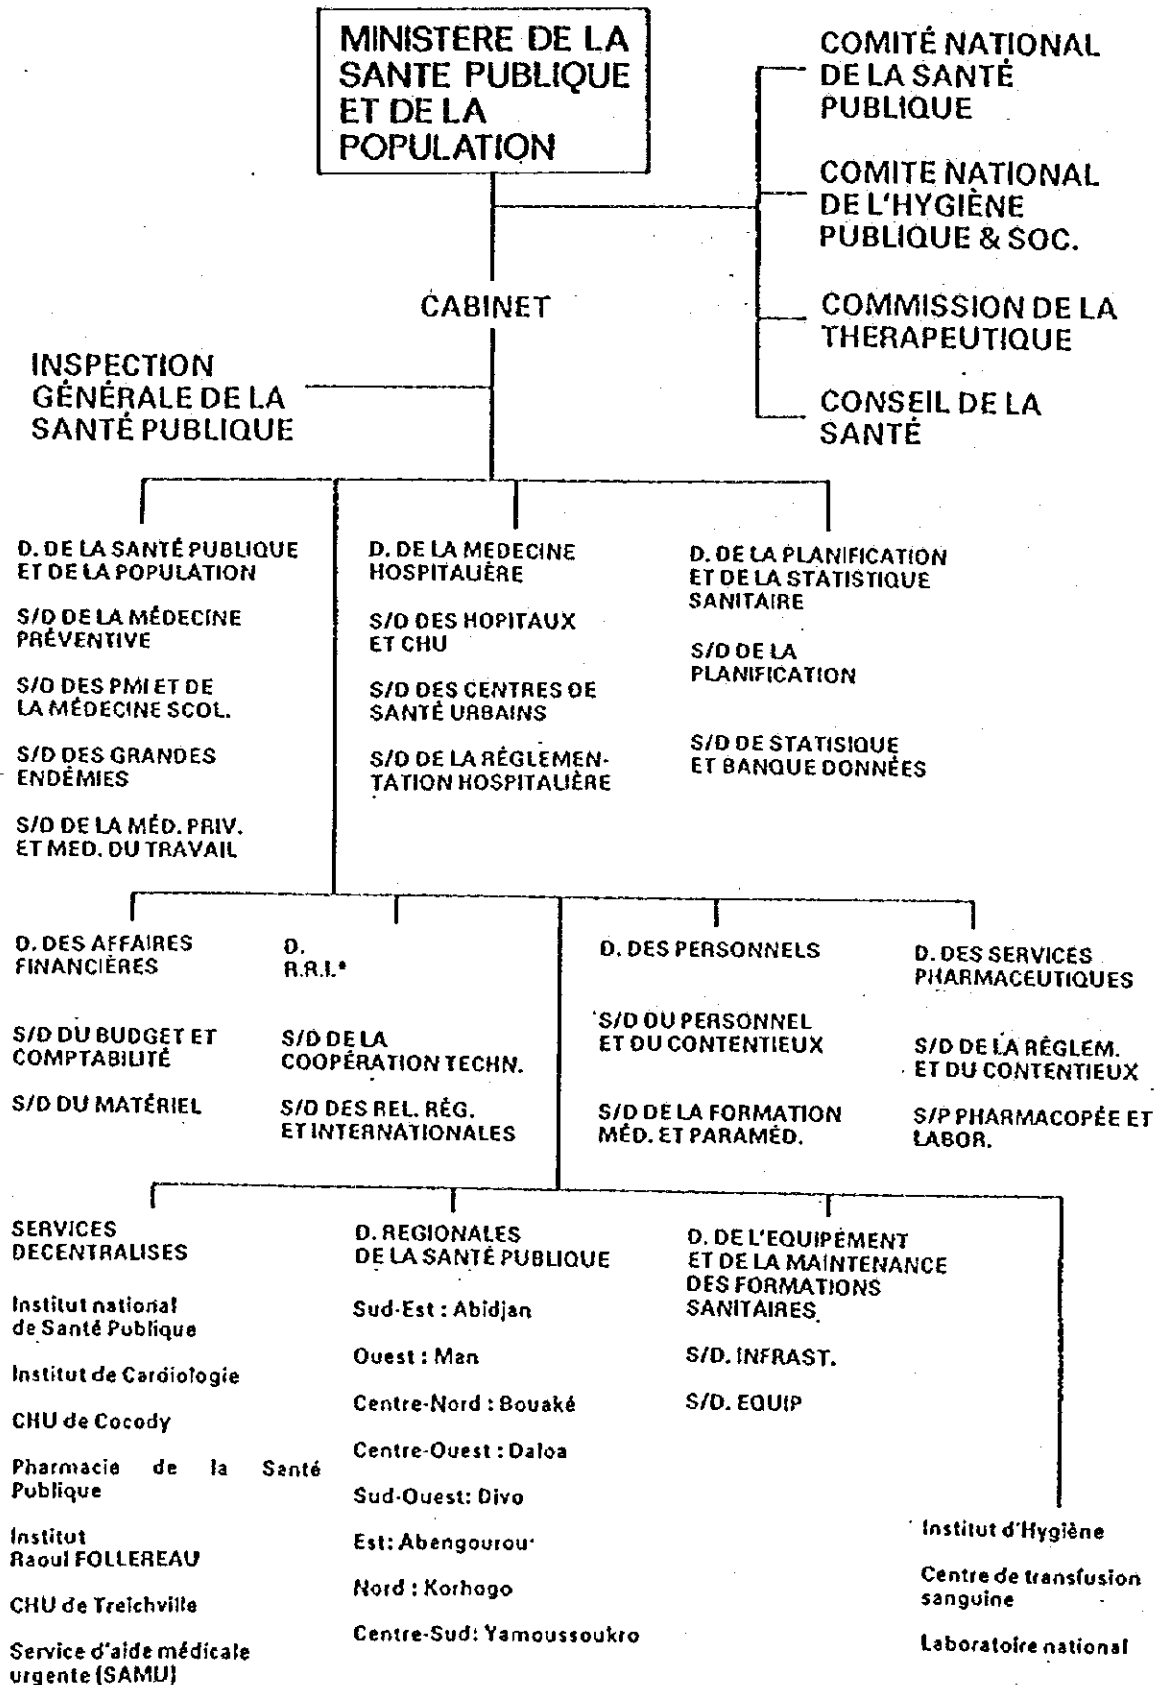 MINISTERE DE LA
SANTE PUBLIQUE
ET DE LA
POPULATION
COMITÉ NATIONAL
DE LA SANTÉ
PUBLIQUE
COMITE NATIONAL
DE L'HYGIÈNE
PUBLIQUE & SOC.
COMMISSION DE LA
THERAPEUTIQUE
CONSEIL DE LA
SANTÉ
CABINET
INSPECTION
GÉNÉRALE DE LA
SANTÉ PUBLIQUE
D. DE LA SANTÉ PUBLIQUE
ET DE LA POPULATION
S/D DE LA MÉDECINE
PRÉVENTIVE
S/D DES PMI ET DE
LA MÉDECINE SCOL.
S/D DES GRANDES
ENDÉMIES
S/D DE LA MÉD. PRIV.
ET MED. DU TRAVAIL
D. DE LA MEDECINE
HOSPITALIÈRE
S/D DES HOPITAUX
ET CHU
S/D DES CENTRES DE
SANTÉ URBAINS
S/D DE LA RÉGLEMEN-
TATION HOSPITALIÈRE
D. DE LA PLANIFICATION
ET DE LA STATISTIQUE
SANITAIRE
S/D DE LA
PLANIFICATION
S/D DE STATISIQUE
ET BANQUE DONNÉES
D. DES AFFAIRES
FINANCIÈRES
S/D DU BUDGET ET
COMPTABILITÉ
S/D DU MATÉRIEL
D.
R.R.I.*
S/D DE LA
COOPÉRATION TECHN.
S/D DES REL. RÉG.
ET INTERNATIONALES
D. DES PERSONNELS
S/D DU PERSONNEL
ET DU CONTENTIEUX
S/D DE LA FORMATION
MÉD. ET PARAMÉD.
D. DES SERVICES
PHARMACEUTIQUES
S/D DE LA RÉGLEM.
ET DU CONTENTIEUX
S/P PHARMACOPÉE ET
LABOR.
SERVICES
DECENTRALISES
Institut national
de Santé Publique
Institut de Cardiologie
CHU de Cocody
Pharmacie de la Santé
Publique
Institut
Raoul FOLLEREAU
CHU de Treichville
Service d'aide médicale
urgente (SAMU)
D. REGIONALES
DE LA SANTÉ PUBLIQUE
Sud-Est : Abidjan
Ouest : Man
Centre-Nord : Bouaké
Centre-Ouest : Daloa
Sud-Ouest: Divo
Est: Abengourou
Nord : Korhogo
Centre-Sud: Yamoussoukro
D. DE L'EQUIPÉMENT
ET DE LA MAINTENANCE
DES FORMATIONS
SANITAIRES
S/D. INFRAST.
S/D. EQUIP
Institut d'Hygiène
Centre de transfusion
sanguine
Laboratoire national